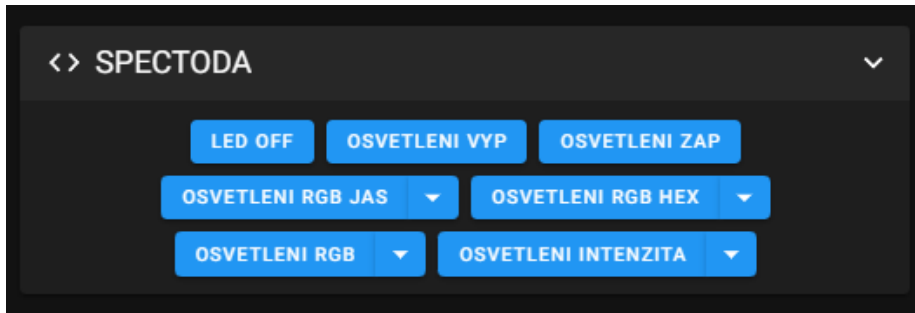 <> SPECTODA
LED OFF OSVETLENI VYP OSVETLENI ZAP
OSVETLENI RGB JAS OSVETLENI RGB HEX
OSVETLENI RGB OSVETLENI INTENZITA